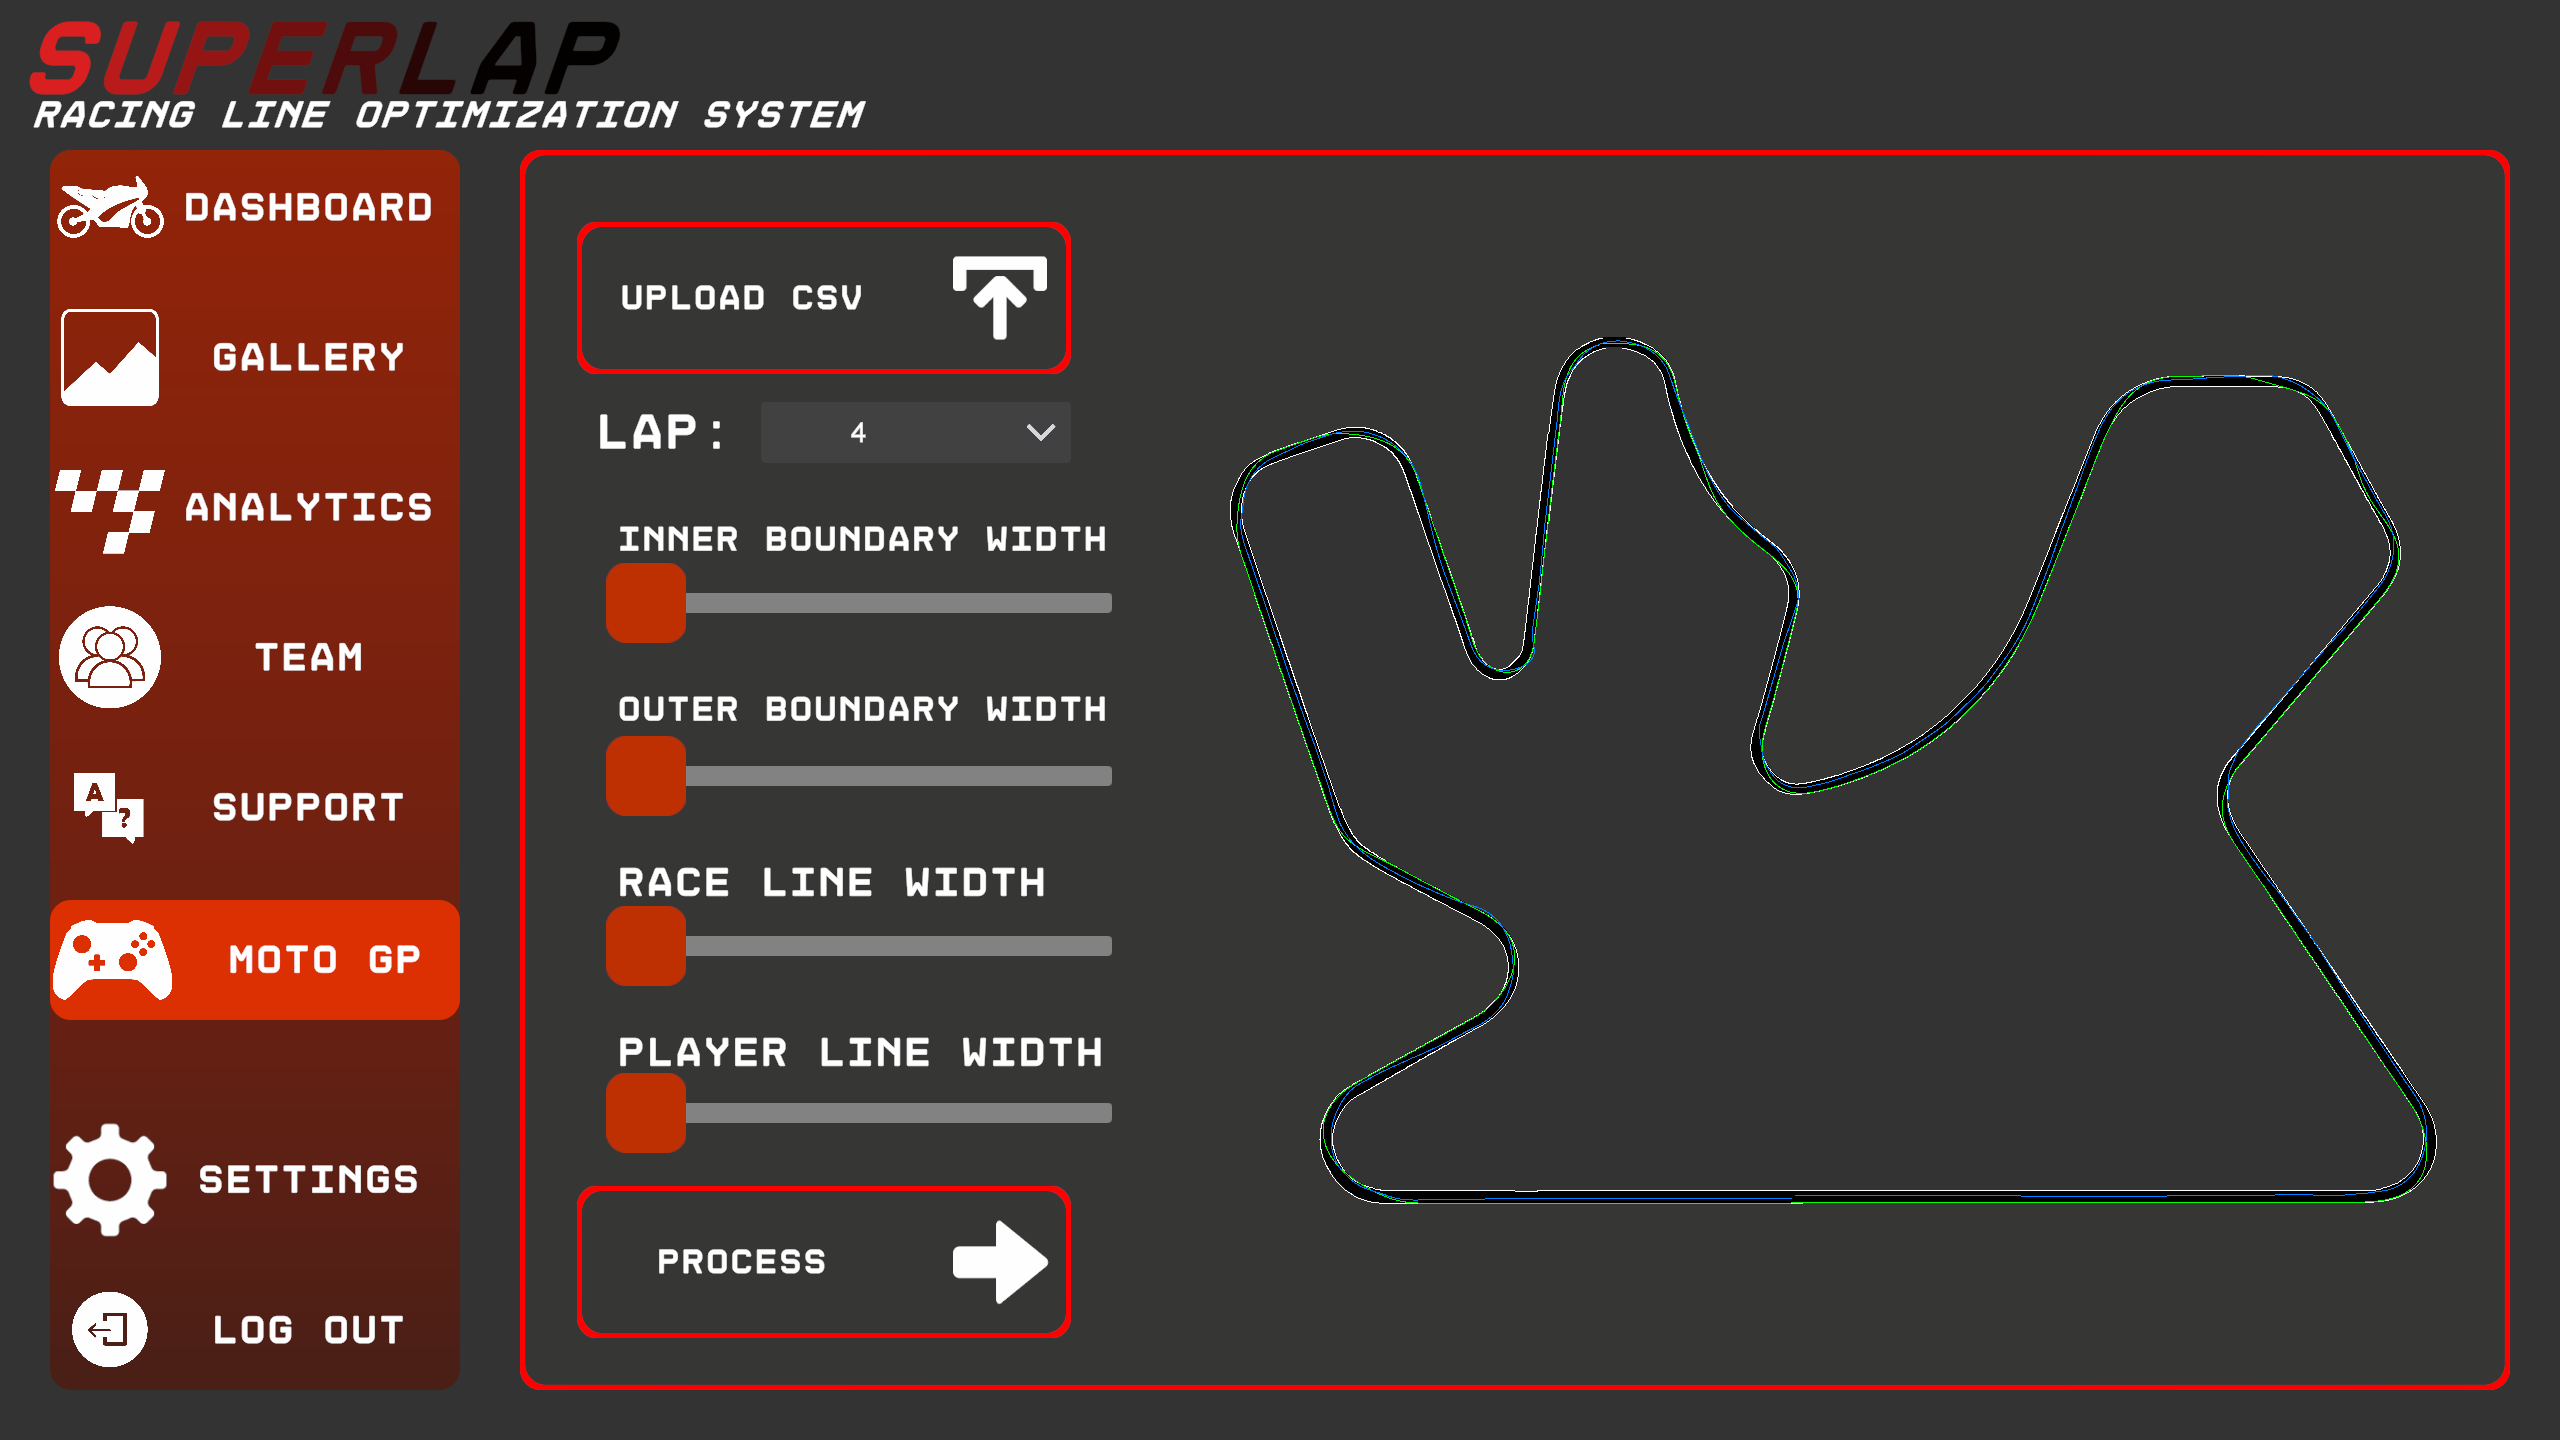 SUPERLAP
RACING LINE OPTIMIZATION SYSTEM
DASHBOARD
GALLERY
ANALYTICS
TEAM
A
?
SUPPORT
MOTO GP
SETTINGS
LOG OUT
UPLOAD CSV
LAP: 4
INNER BOUNDARY WIDTH
OUTER BOUNDARY WIDTH
RACE LINE WIDTH
PLAYER LINE WIDTH
PROCESS